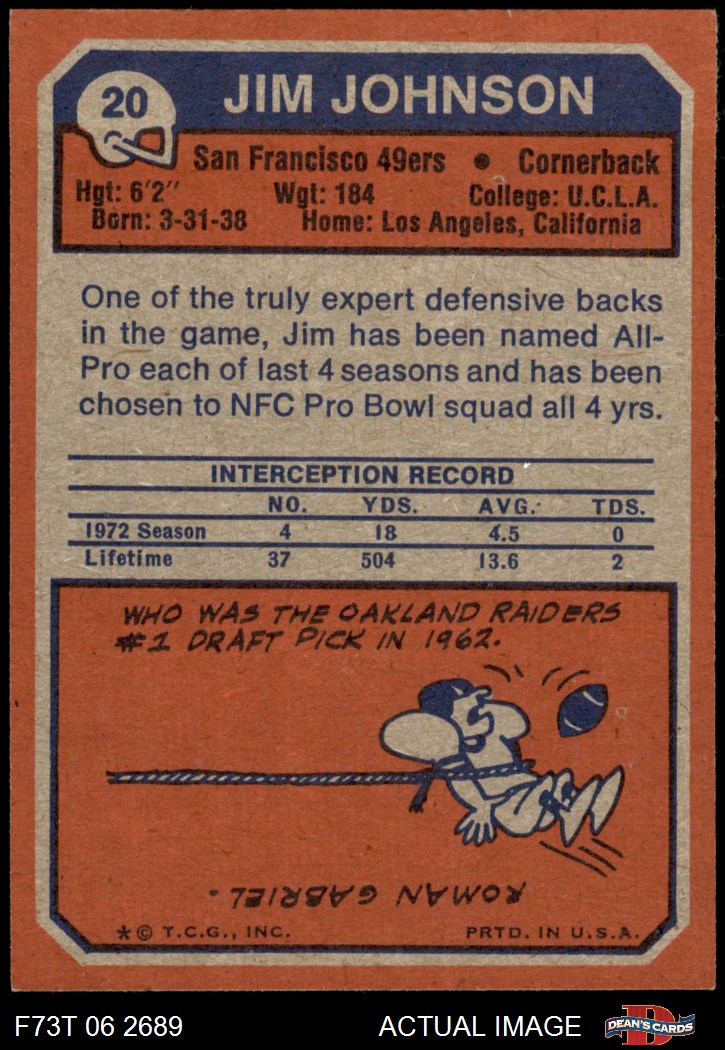 20
JIM JOHNSON
San Francisco 49ers • Cornerback
Hgt: 6'2" Wgt: 184 College: U.C.L.A.
Born: 3-31-38 Home: Los Angeles, California
One of the truly expert defensive backs
in the game, Jim has been named All-
Pro each of last 4 seasons and has been
chosen to NFC Pro Bowl squad all 4 yrs.
INTERCEPTION RECORD
NO. YDS. AVG. TDS.
1972 Season 4 18 4.5 0
Lifetime 37 504 13.6 2
WHO WAS THE OAKLAND RAIDERS
#1 DRAFT PICK IN 1962.
ROMAN GABRIEL.
*© T.C.G., INC. PRTD. IN U.S.A.
F73T 06 2689 ACTUAL IMAGE D DEAN'S CARDS